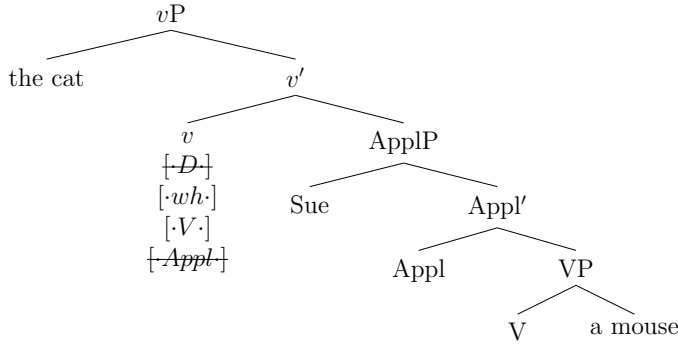 vP
the cat v′
v ApplP
[·D·]
[·wh·] Sue Appl′
[·V·]
[·Appl·] Appl VP
V a mouse